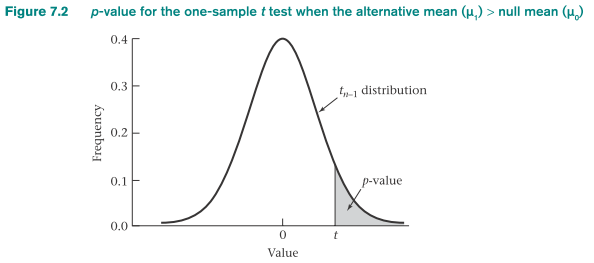 Figure 7.2 p-value for the one-sample t test when the alternative mean (μ₁) > null mean (μ₀)
0.4
0.3
tₙ₋₁ distribution
Frequency
0.2
0.1
p-value
0.0
0
t
Value